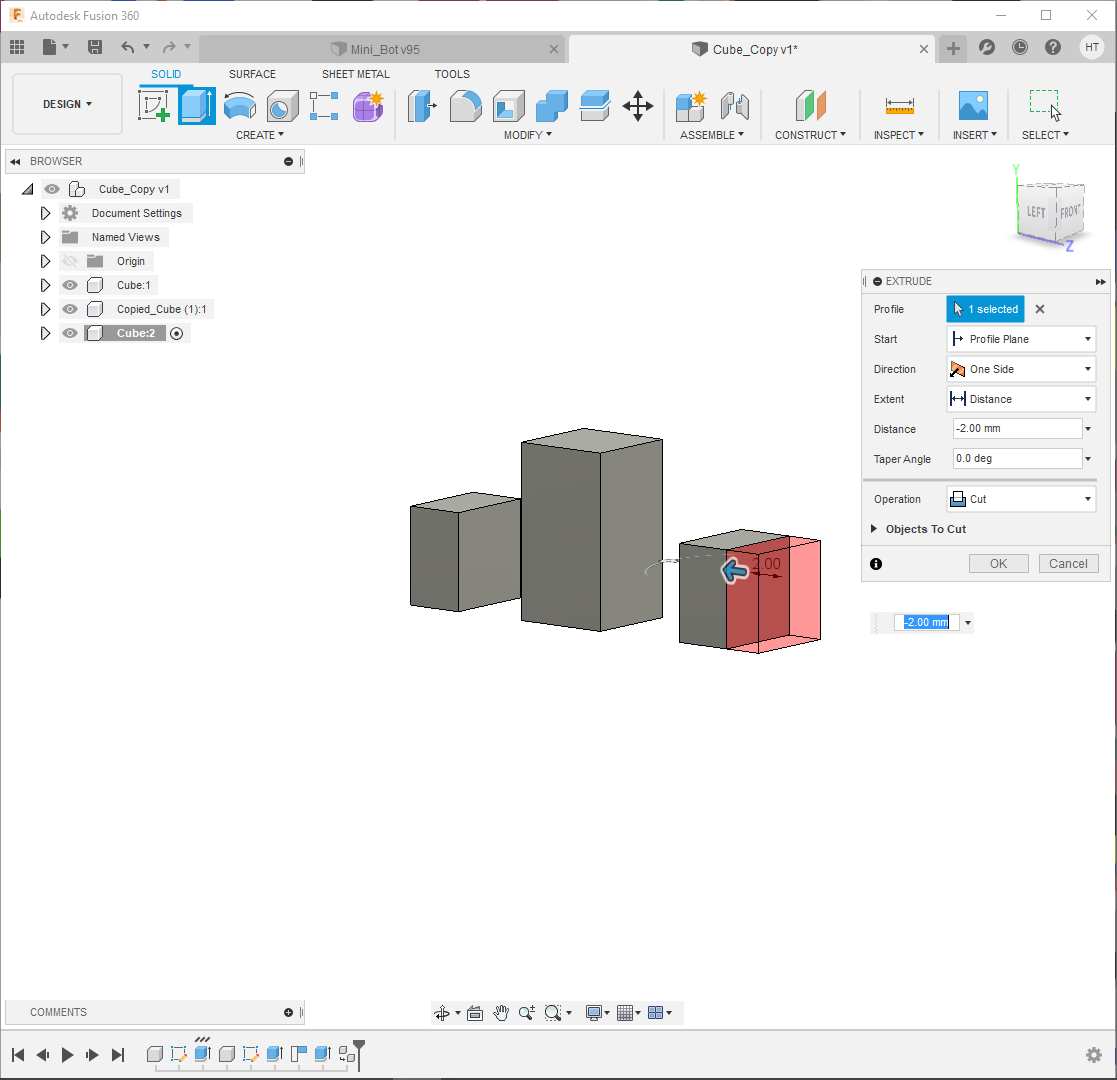 Autodesk Fusion 360
Mini_Bot v95
Cube_Copy v1*
HT
DESIGN
SOLID SURFACE SHEET METAL TOOLS
CREATE MODIFY ASSEMBLE CONSTRUCT INSPECT INSERT SELECT
BROWSER
Cube_Copy v1
Document Settings
Named Views
Origin
Cube:1
Copied_Cube (1):1
Cube:2
Y
LEFT FRONT
Z
EXTRUDE
Profile 1 selected
Start Profile Plane
Direction One Side
Extent Distance
Distance -2.00 mm
Taper Angle 0.0 deg
Operation Cut
Objects To Cut
OK Cancel
2.00
-2.00 mm
COMMENTS